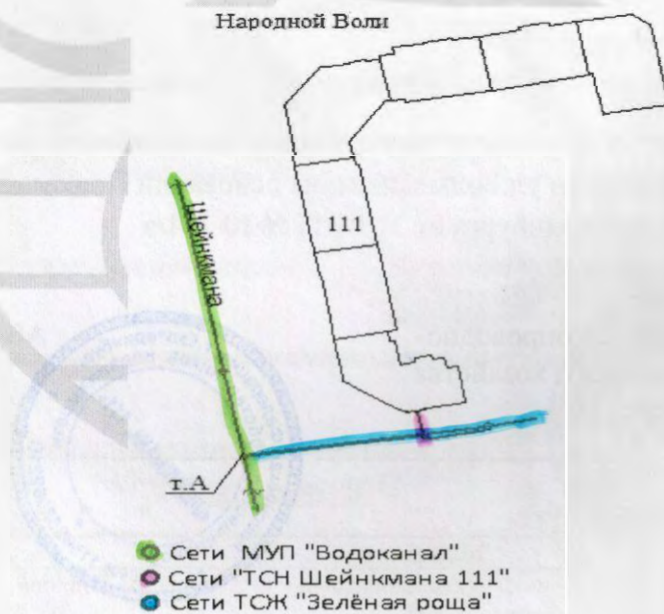 Народной Воли
Шейнкмана
111
т.А
Сети МУП "Водоканал"
Сети "ТСН Шейнкмана 111"
Сети ТСЖ "Зелёная роща"